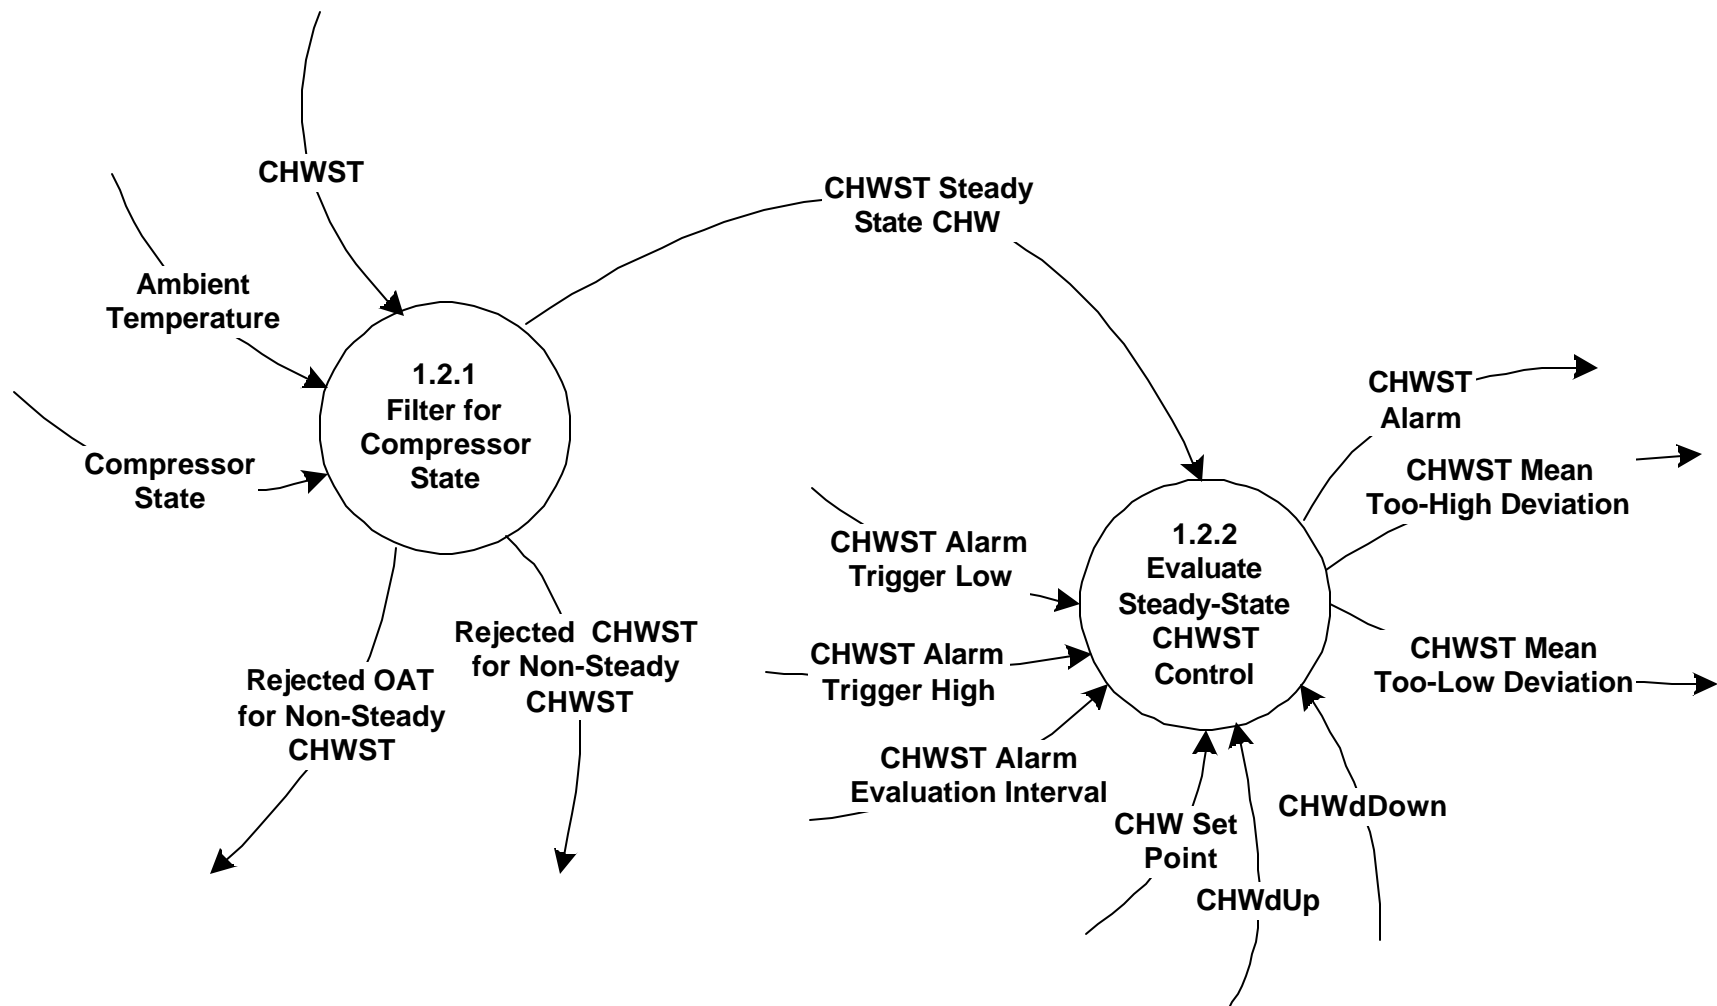 CHWST
CHWST Steady
State CHW
Ambient
Temperature
1.2.1
Filter for
Compressor
State
Compressor
State
CHWST
Alarm
CHWST Mean
Too-High Deviation
1.2.2
Evaluate
Steady-State
CHWST
Control
CHWST Alarm
Trigger Low
Rejected CHWST
for Non-Steady
CHWST
Rejected OAT
for Non-Steady
CHWST
CHWST Alarm
Trigger High
CHWST Mean
Too-Low Deviation
CHWST Alarm
Evaluation Interval
CHW Set
Point
CHWdDown
CHWdUp